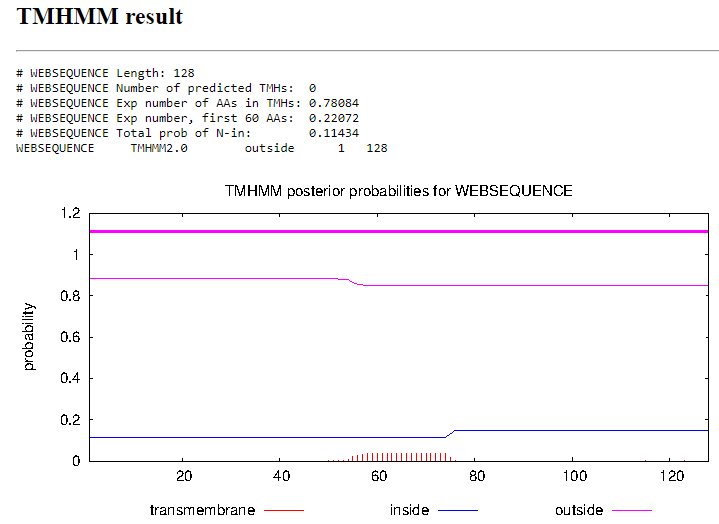 TMHMM result
# WEBSEQUENCE Length: 128
# WEBSEQUENCE Number of predicted TMHs:  0
# WEBSEQUENCE Exp number of AAs in TMHs: 0.78084
# WEBSEQUENCE Exp number, first 60 AAs:  0.22072
# WEBSEQUENCE Total prob of N-in:        0.11434
WEBSEQUENCE     TMHMM2.0        outside      1   128
TMHMM posterior probabilities for WEBSEQUENCE
1.2
1
0.8
0.6
0.4
0.2
0
probability
20 40 60 80 100 120
transmembrane inside outside